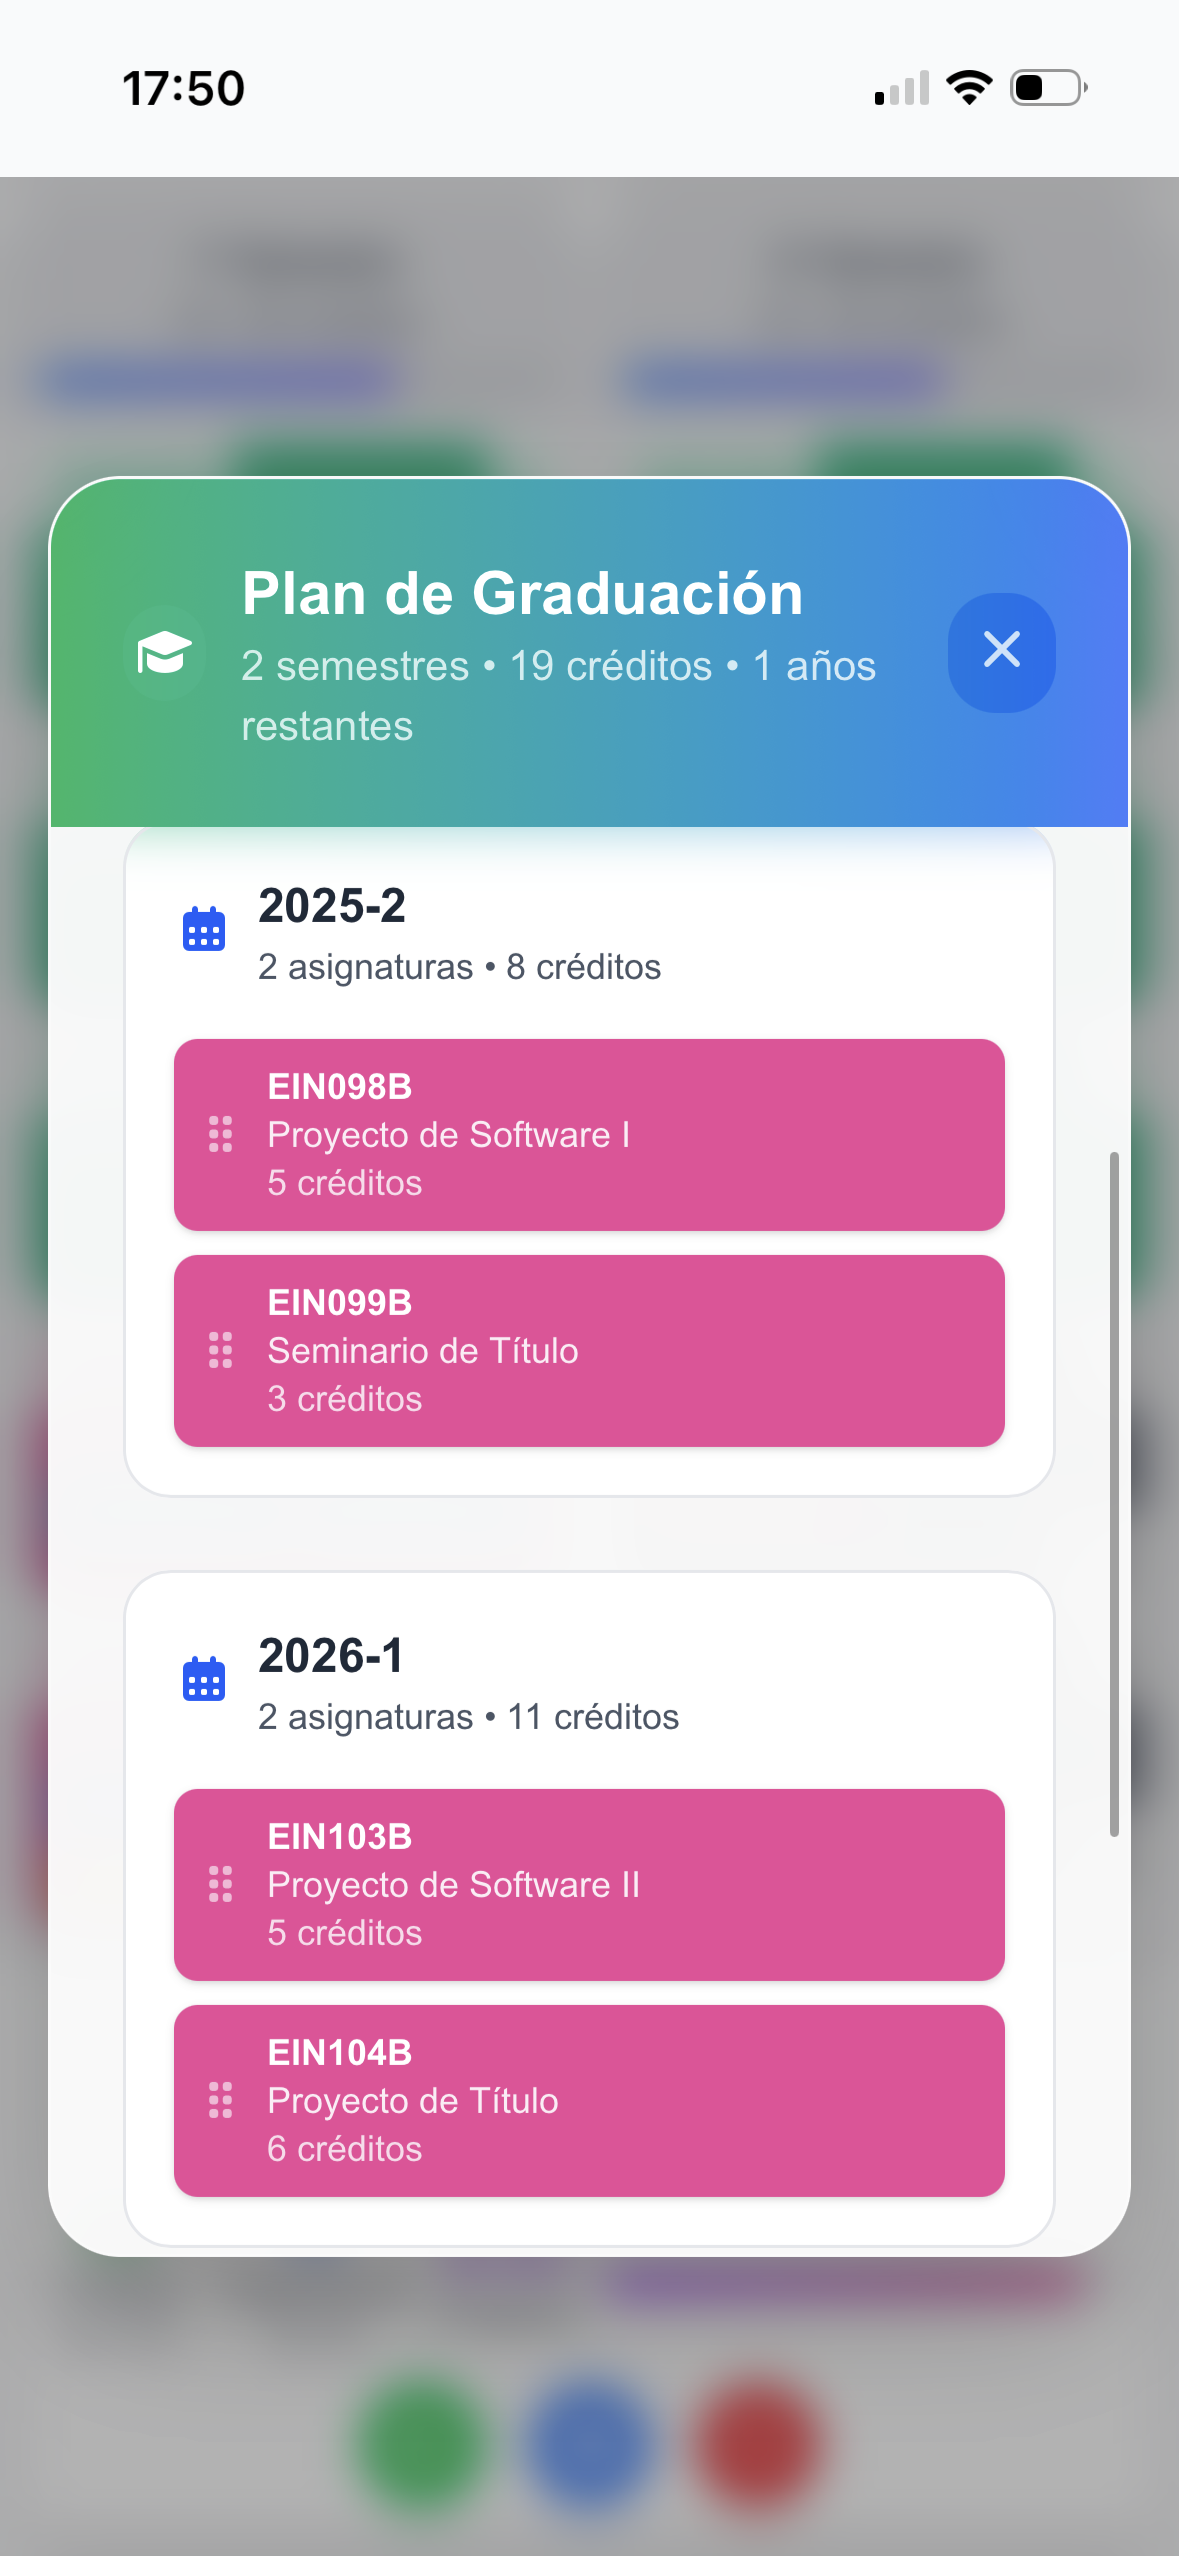 17:50
Plan de Graduación
2 semestres • 19 créditos • 1 años
restantes
2025-2
2 asignaturas • 8 créditos
EIN098B
Proyecto de Software I
5 créditos
EIN099B
Seminario de Título
3 créditos
2026-1
2 asignaturas • 11 créditos
EIN103B
Proyecto de Software II
5 créditos
EIN104B
Proyecto de Título
6 créditos